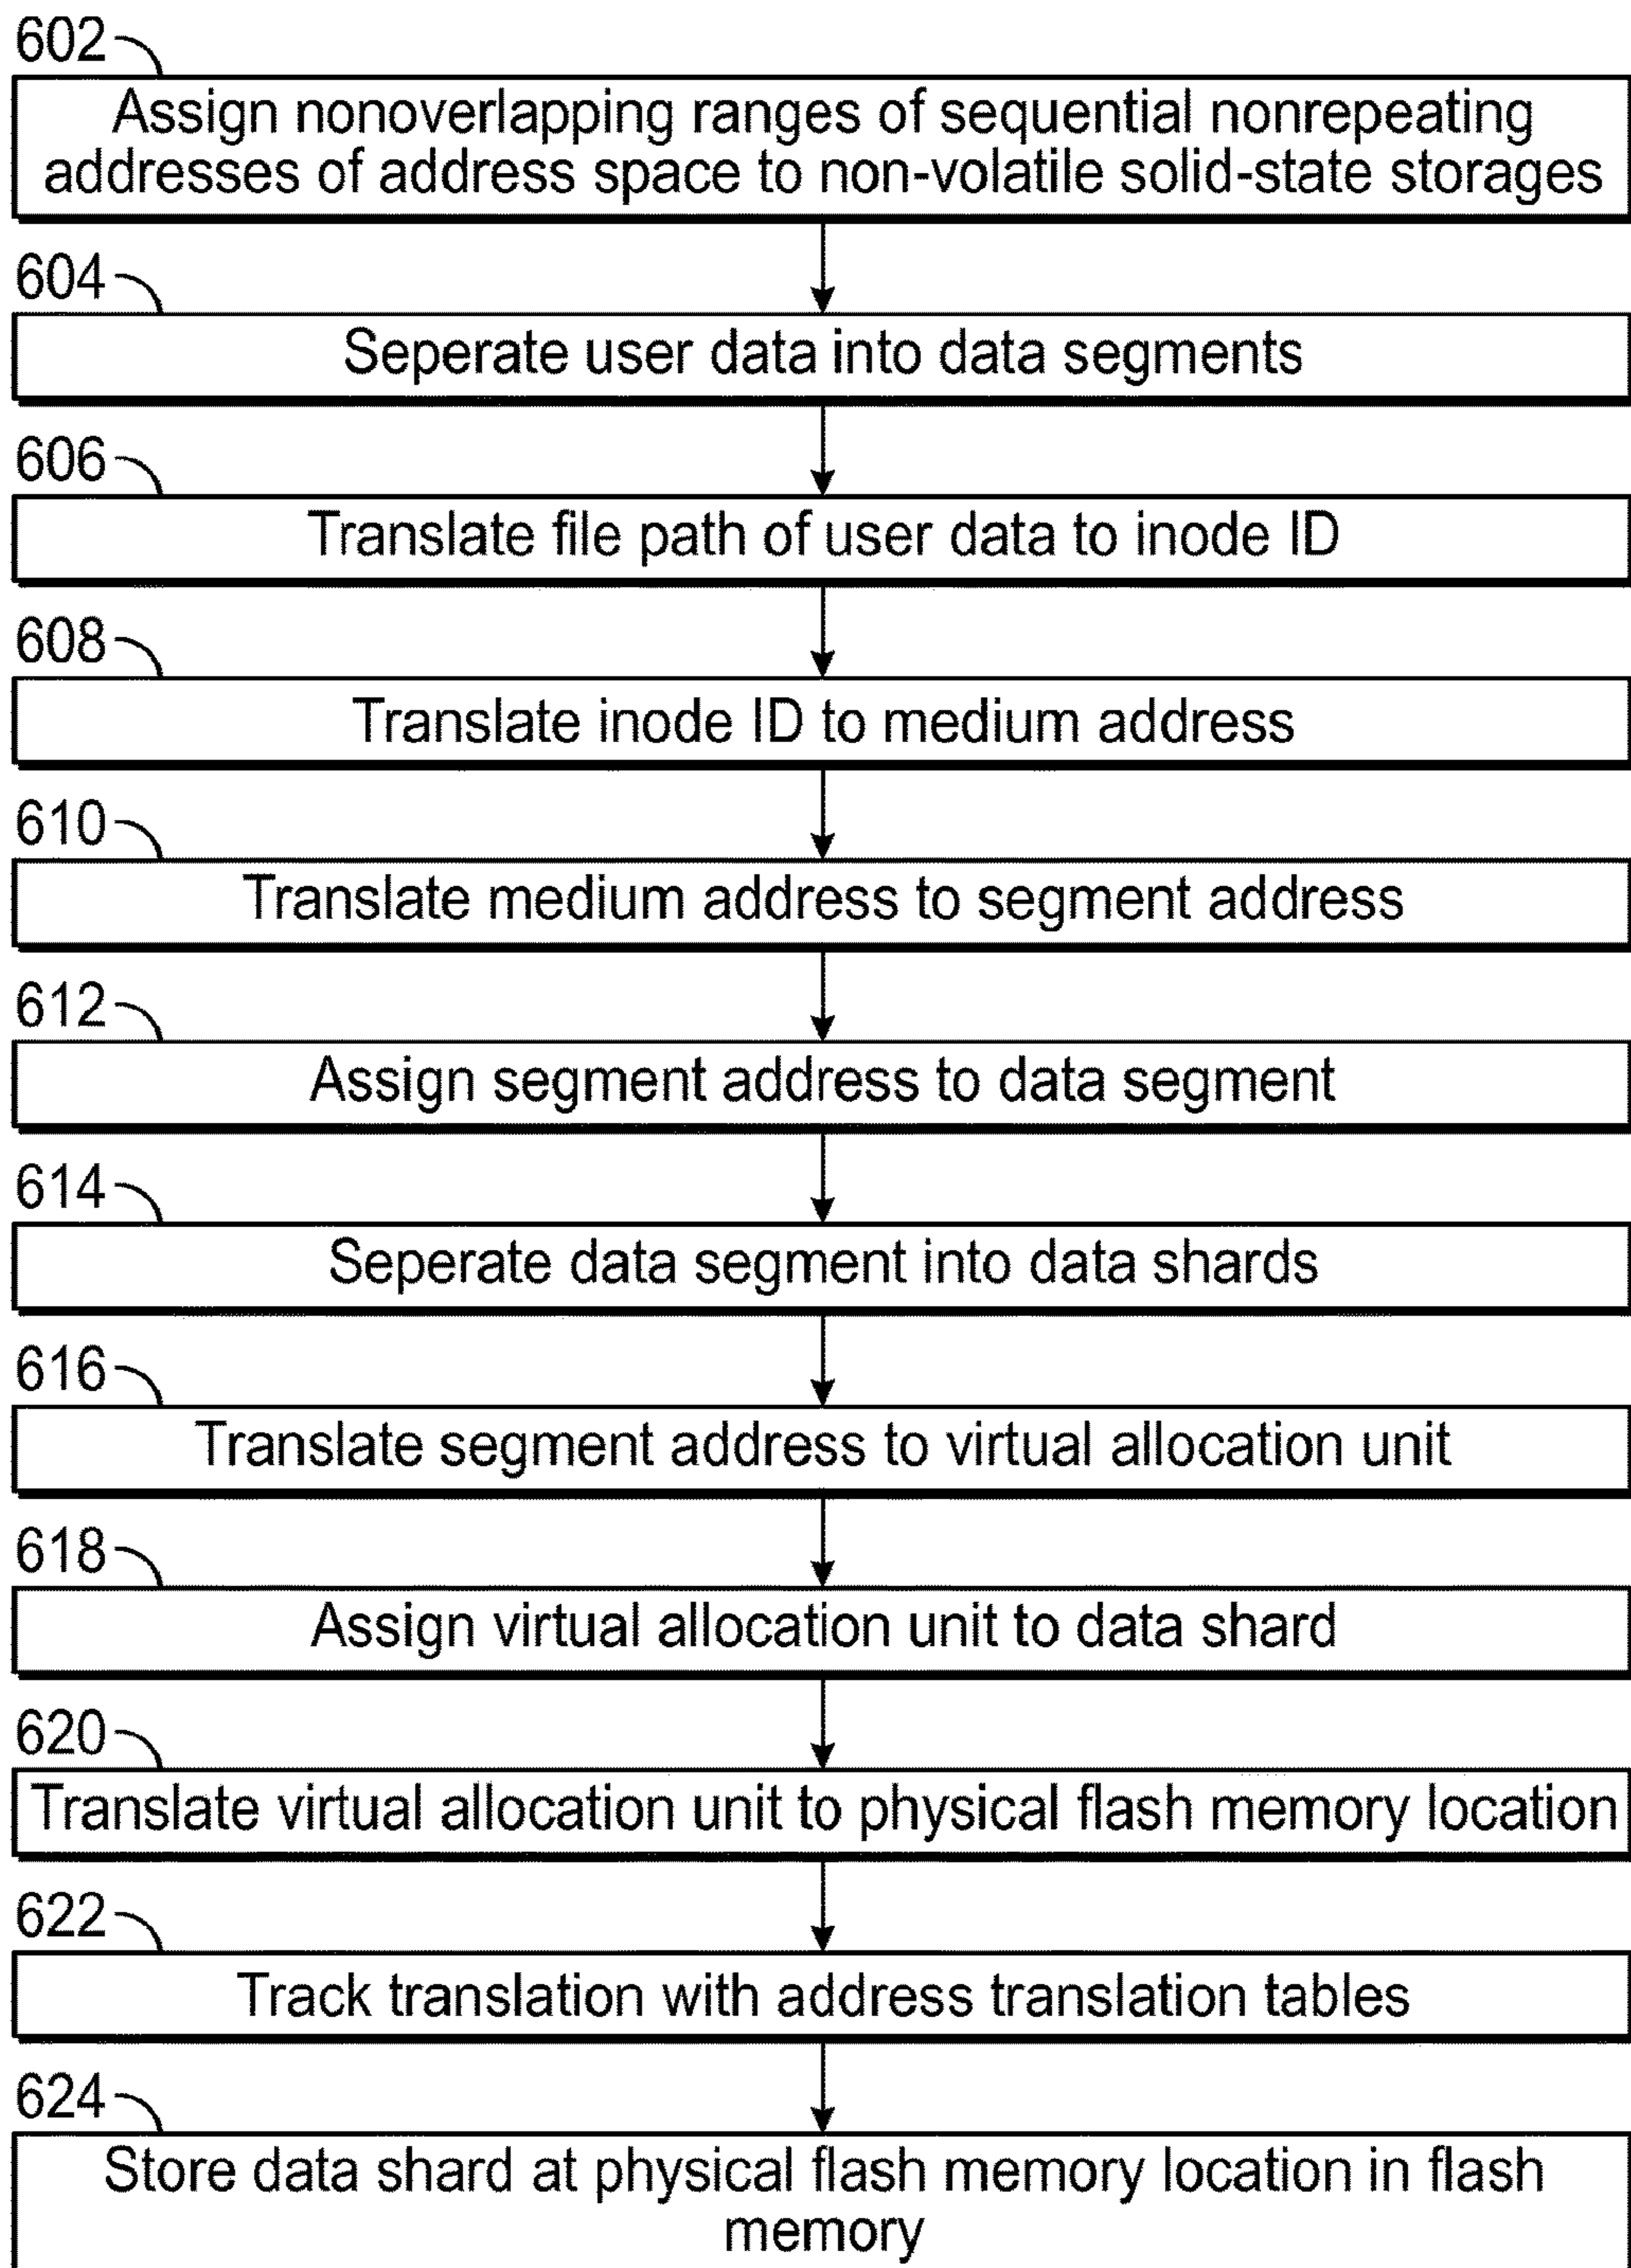 602
Assign nonoverlapping ranges of sequential nonrepeating
addresses of address space to non-volatile solid-state storages
604
Seperate user data into data segments
606
Translate file path of user data to inode ID
608
Translate inode ID to medium address
610
Translate medium address to segment address
612
Assign segment address to data segment
614
Seperate data segment into data shards
616
Translate segment address to virtual allocation unit
618
Assign virtual allocation unit to data shard
620
Translate virtual allocation unit to physical flash memory location
622
Track translation with address translation tables
624
Store data shard at physical flash memory location in flash
memory